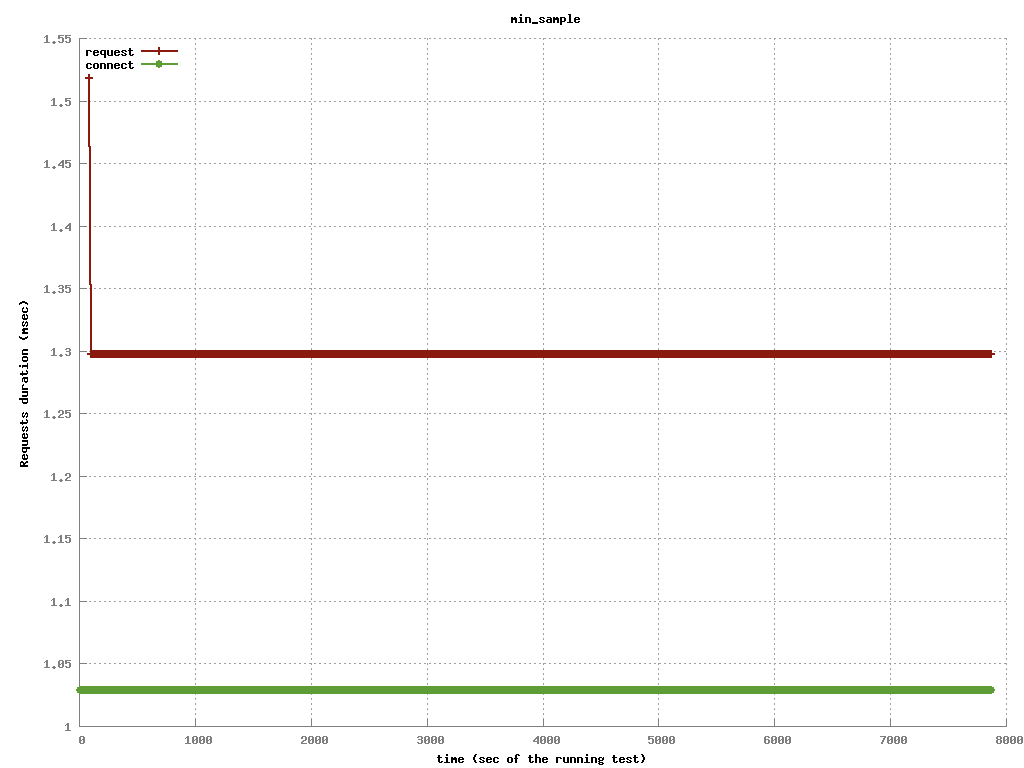 min_sample
1.55
request
connect
1.5
1.45
1.4
1.35
1.3
1.25
1.2
1.15
1.1
1.05
1
Requests duration (msec)
0 1000 2000 3000 4000 5000 6000 7000 8000
time (sec of the running test)